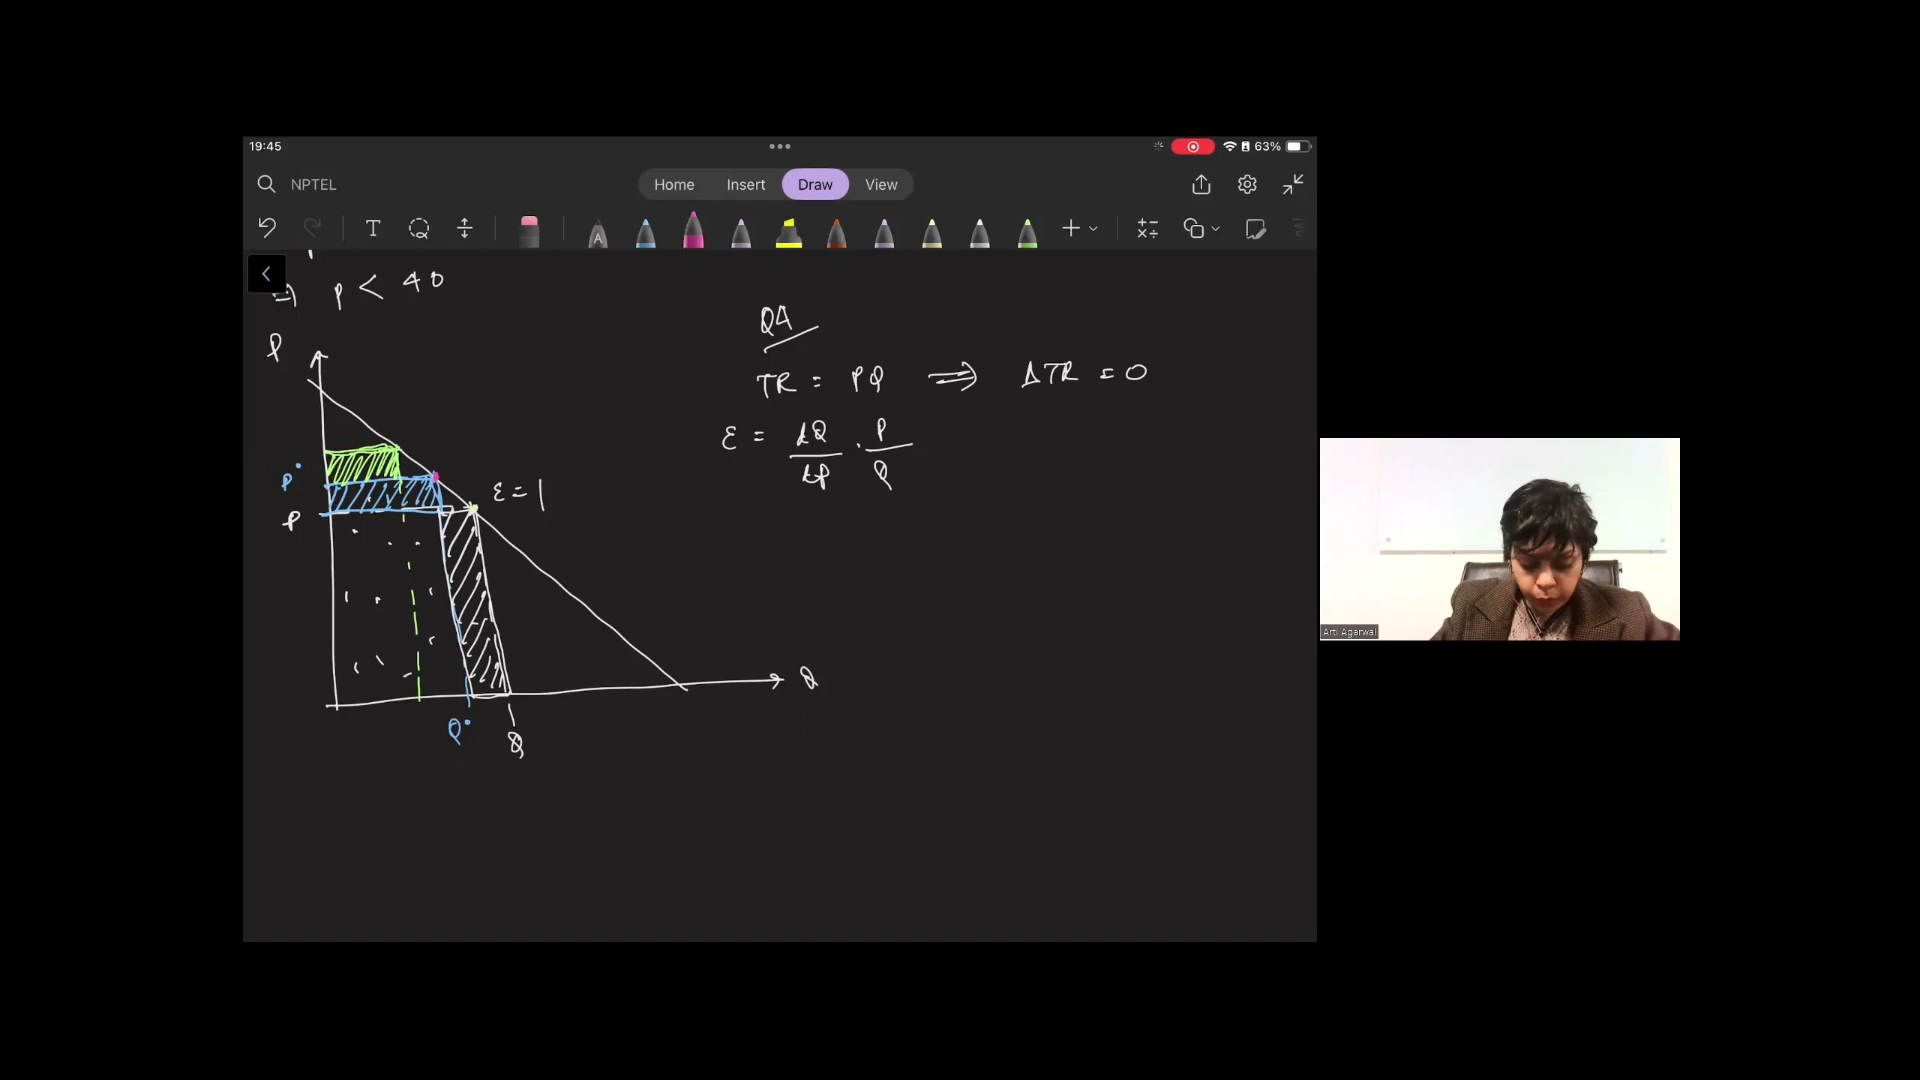 19:45
63%
NPTEL
Home Insert Draw View
T
A
⇒ p < 40
Q4
P
TR = PQ ⟹ ΔTR = 0
ε = ΔQ/ΔP · P/Q
P°
ε = 1
P
Arti Agarwal
Q
Q°
Q